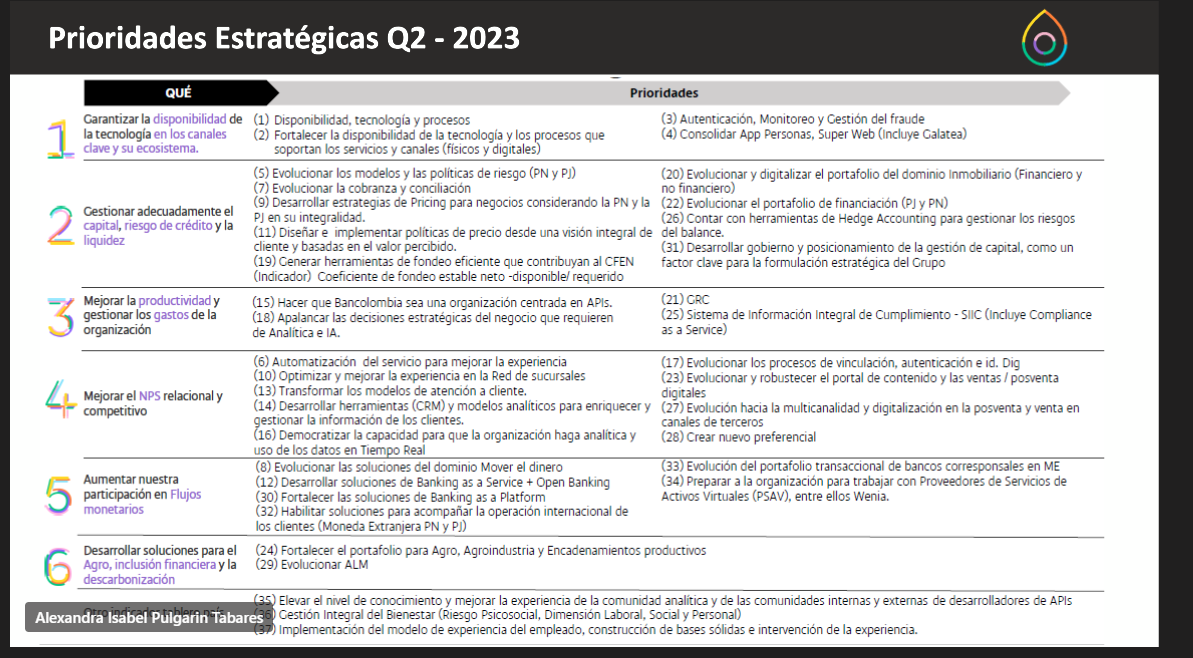 Prioridades Estratégicas Q2 - 2023
QUÉ
Prioridades
1
Garantizar la disponibilidad de
la tecnología en los canales
clave y su ecosistema.
(1) Disponibilidad, tecnología y procesos
(2) Fortalecer la disponibilidad de la tecnología y los procesos que
soportan los servicios y canales (físicos y digitales)
(3) Autenticación, Monitoreo y Gestión del fraude
(4) Consolidar App Personas, Super Web (Incluye Galatea)
2
Gestionar adecuadamente el
capital, riesgo de crédito y la
liquidez
(5) Evolucionar los modelos y las políticas de riesgo (PN y PJ)
(7) Evolucionar la cobranza y conciliación
(9) Desarrollar estrategias de Pricing para negocios considerando la PN y la
PJ en su integralidad.
(11) Diseñar e implementar políticas de precio desde una visión integral de
cliente y basadas en el valor percibido.
(19) Generar herramientas de fondeo eficiente que contribuyan al CFEN
(Indicador) Coeficiente de fondeo estable neto -disponible/ requerido
(20) Evolucionar y digitalizar el portafolio del dominio Inmobiliario (Financiero y
no financiero)
(22) Evolucionar el portafolio de financiación (PJ y PN)
(26) Contar con herramientas de Hedge Accounting para gestionar los riesgos
del balance.
(31) Desarrollar gobierno y posicionamiento de la gestión de capital, como un
factor clave para la formulación estratégica del Grupo
3
Mejorar la productividad y
gestionar los gastos de la
organización
(15) Hacer que Bancolombia sea una organización centrada en APIs.
(18) Apalancar las decisiones estratégicas del negocio que requieren
de Analítica e IA.
(21) GRC
(25) Sistema de Información Integral de Cumplimiento - SIIC (Incluye Compliance
as a Service)
4
Mejorar el NPS relacional y
competitivo
(6) Automatización del servicio para mejorar la experiencia
(10) Optimizar y mejorar la experiencia en la Red de sucursales
(13) Transformar los modelos de atención a cliente.
(14) Desarrollar herramientas (CRM) y modelos analíticos para enriquecer y
gestionar la información de los clientes.
(16) Democratizar la capacidad para que la organización haga analítica y
uso de los datos en Tiempo Real
(17) Evolucionar los procesos de vinculación, autenticación e id. Dig
(23) Evolucionar y robustecer el portal de contenido y las ventas / posventa
digitales
(27) Evolución hacia la multicanalidad y digitalización en la posventa y venta en
canales de terceros
(28) Crear nuevo preferencial
5
Aumentar nuestra
participación en Flujos
monetarios
(8) Evolucionar las soluciones del dominio Mover el dinero
(12) Desarrollar soluciones de Banking as a Service + Open Banking
(30) Fortalecer las soluciones de Banking as a Platform
(32) Habilitar soluciones para acompañar la operación internacional de
los clientes (Moneda Extranjera PN y PJ)
(33) Evolución del portafolio transaccional de bancos corresponsales en ME
(34) Preparar a la organización para trabajar con Proveedores de Servicios de
Activos Virtuales (PSAV), entre ellos Wenia.
6
Desarrollar soluciones para el
Agro, inclusión financiera y la
descarbonización
(24) Fortalecer el portafolio para Agro, Agroindustria y Encadenamientos productivos
(29) Evolucionar ALM
Alexandra Isabel Pulgarin Tabares
(35) Elevar el nivel de conocimiento y mejorar la experiencia de la comunidad analítica y de las comunidades internas y externas de desarrolladores de APIs
(36) Gestión Integral del Bienestar (Riesgo Psicosocial, Dimensión Laboral, Social y Personal)
(37) Implementación del modelo de experiencia del empleado, construcción de bases sólidas e intervención de la experiencia.